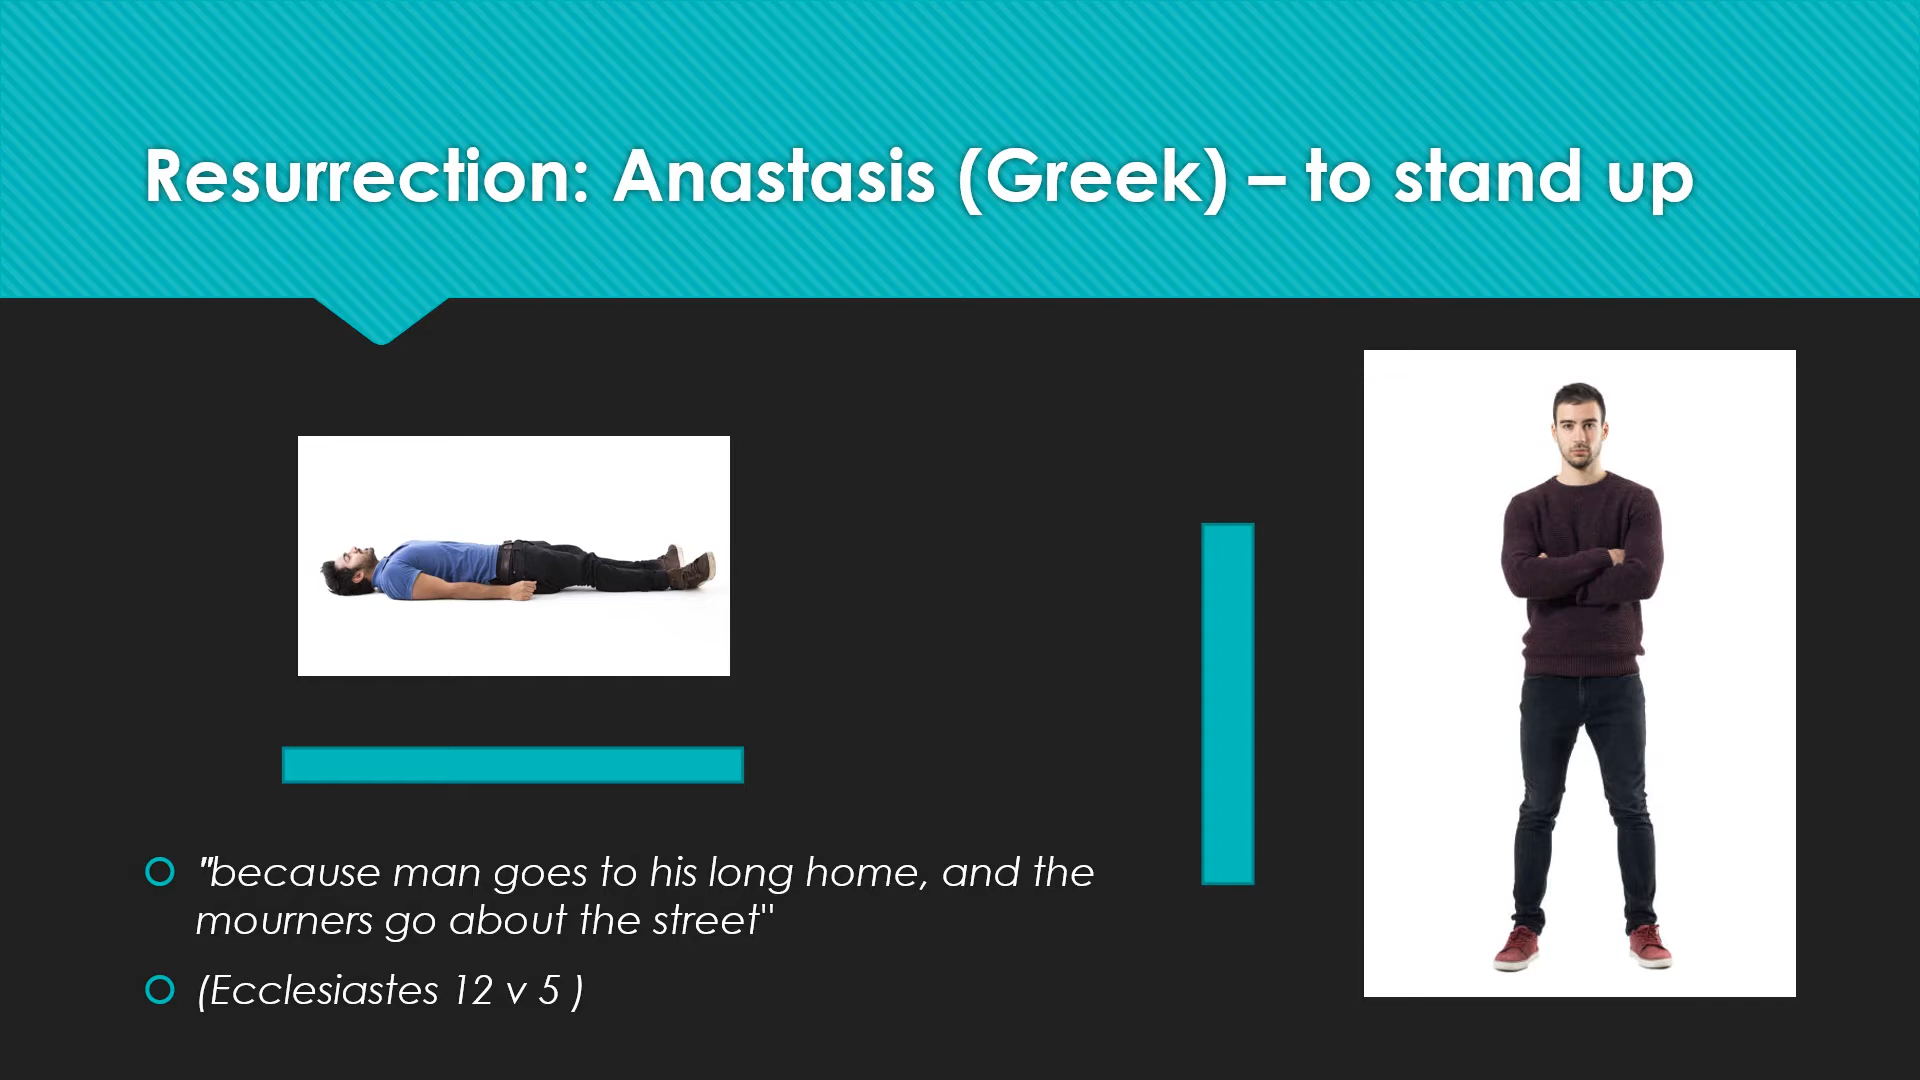 Resurrection: Anastasis (Greek) – to stand up
"because man goes to his long home, and the
mourners go about the street"
(Ecclesiastes 12 v 5 )